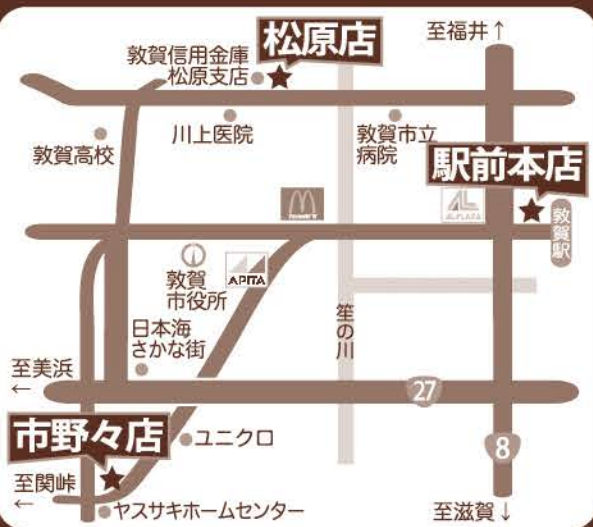 松原店
至福井↑
敦賀信用金庫
松原支店
敦賀高校
川上医院
敦賀市立
病院
駅前本店
敦賀駅
敦賀
市役所
APITA
日本海
さかな街
笙の川
至美浜
←
27
市野々店
ユニクロ
8
至関峠
←
ヤスサキホームセンター
至滋賀↓